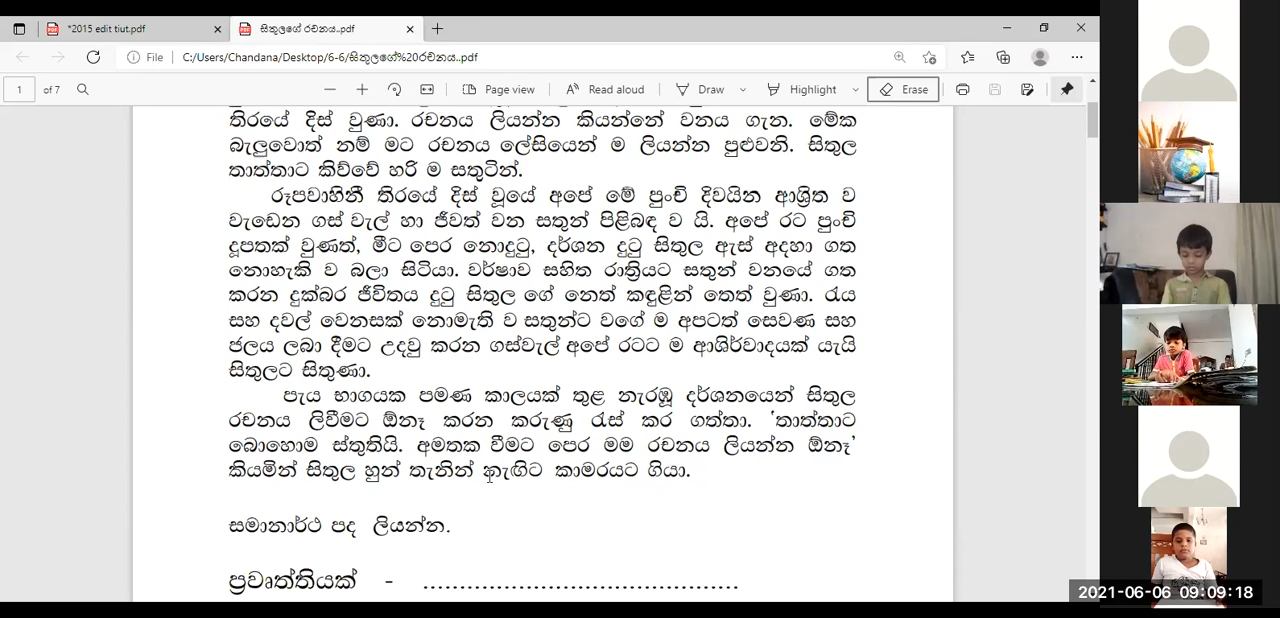 *2015 edit tiut.pdf
සිතුලගේ රචනය..pdf
File C:/Users/Chandana/Desktop/6-6/සිතුලගේ%20රචනය..pdf
1 of 7 Page view Read aloud Draw Highlight Erase
තිරයේ දිස් වුණා. රචනය ලියන්න කියන්නේ වනය ගැන. මේක
බැලුවොත් නම් මට රචනය ලේසියෙන් ම ලියන්න පුළුවනි. සිතුල
තාත්තාට කිව්වේ හරි ම සතුටින්.
රූපවාහිනී තිරයේ දිස් වූයේ අපේ මේ පුංචි දිවයින ආශ්‍රිත ව
වැඩෙන ගස් වැල් හා ජීවත් වන සතුන් පිළිබඳ ව යි. අපේ රට පුංචි
දූපතක් වුණත්, මීට පෙර නොදුටු, දර්ශන දුටු සිතුල ඇස් අදහා ගත
නොහැකි ව බලා සිටියා. වර්ෂාව සහිත රාත්‍රියට සතුන් වනයේ ගත
කරන දුක්බර ජීවිතය දුටු සිතුල ගේ නෙත් කඳුළින් තෙත් වුණා. රැය
සහ දවල් වෙනසක් නොමැති ව සතුන්ට වගේ ම අපටත් සෙවණ සහ
ජලය ලබා දීමට උදවු කරන ගස්වැල් අපේ රටට ම ආශිර්වාදයක් යැයි
සිතුලට සිතුණා.
පැය භාගයක පමණ කාලයක් තුළ නැරඹූ දර්ශනයෙන් සිතුල
රචනය ලිවීමට ඕනෑ කරන කරුණු රැස් කර ගත්තා. ‘තාත්තාට
බොහොම ස්තුතියි. අමතක වීමට පෙර මම රචනය ලියන්න ඕනෑ’
කියමින් සිතුල හුන් තැනින් නැඟිට කාමරයට ගියා.
සමානාර්ථ පද ලියන්න.
ප්‍රවෘත්තියක් - ..........................................
2021-06-06 09:09:18